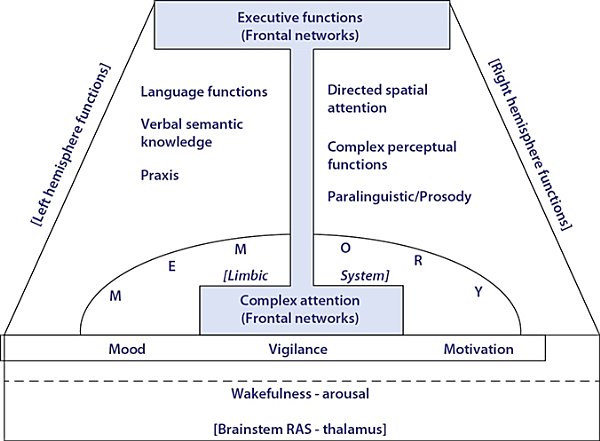 Executive functions
(Frontal networks)
[Left hemisphere functions]
[Right hemisphere functions]
Language functions
Verbal semantic
knowledge
Praxis
Directed spatial
attention
Complex perceptual
functions
Paralinguistic/Prosody
M E M O R Y
[Limbic System]
Complex attention
(Frontal networks)
Mood Vigilance Motivation
Wakefulness - arousal
[Brainstem RAS - thalamus]